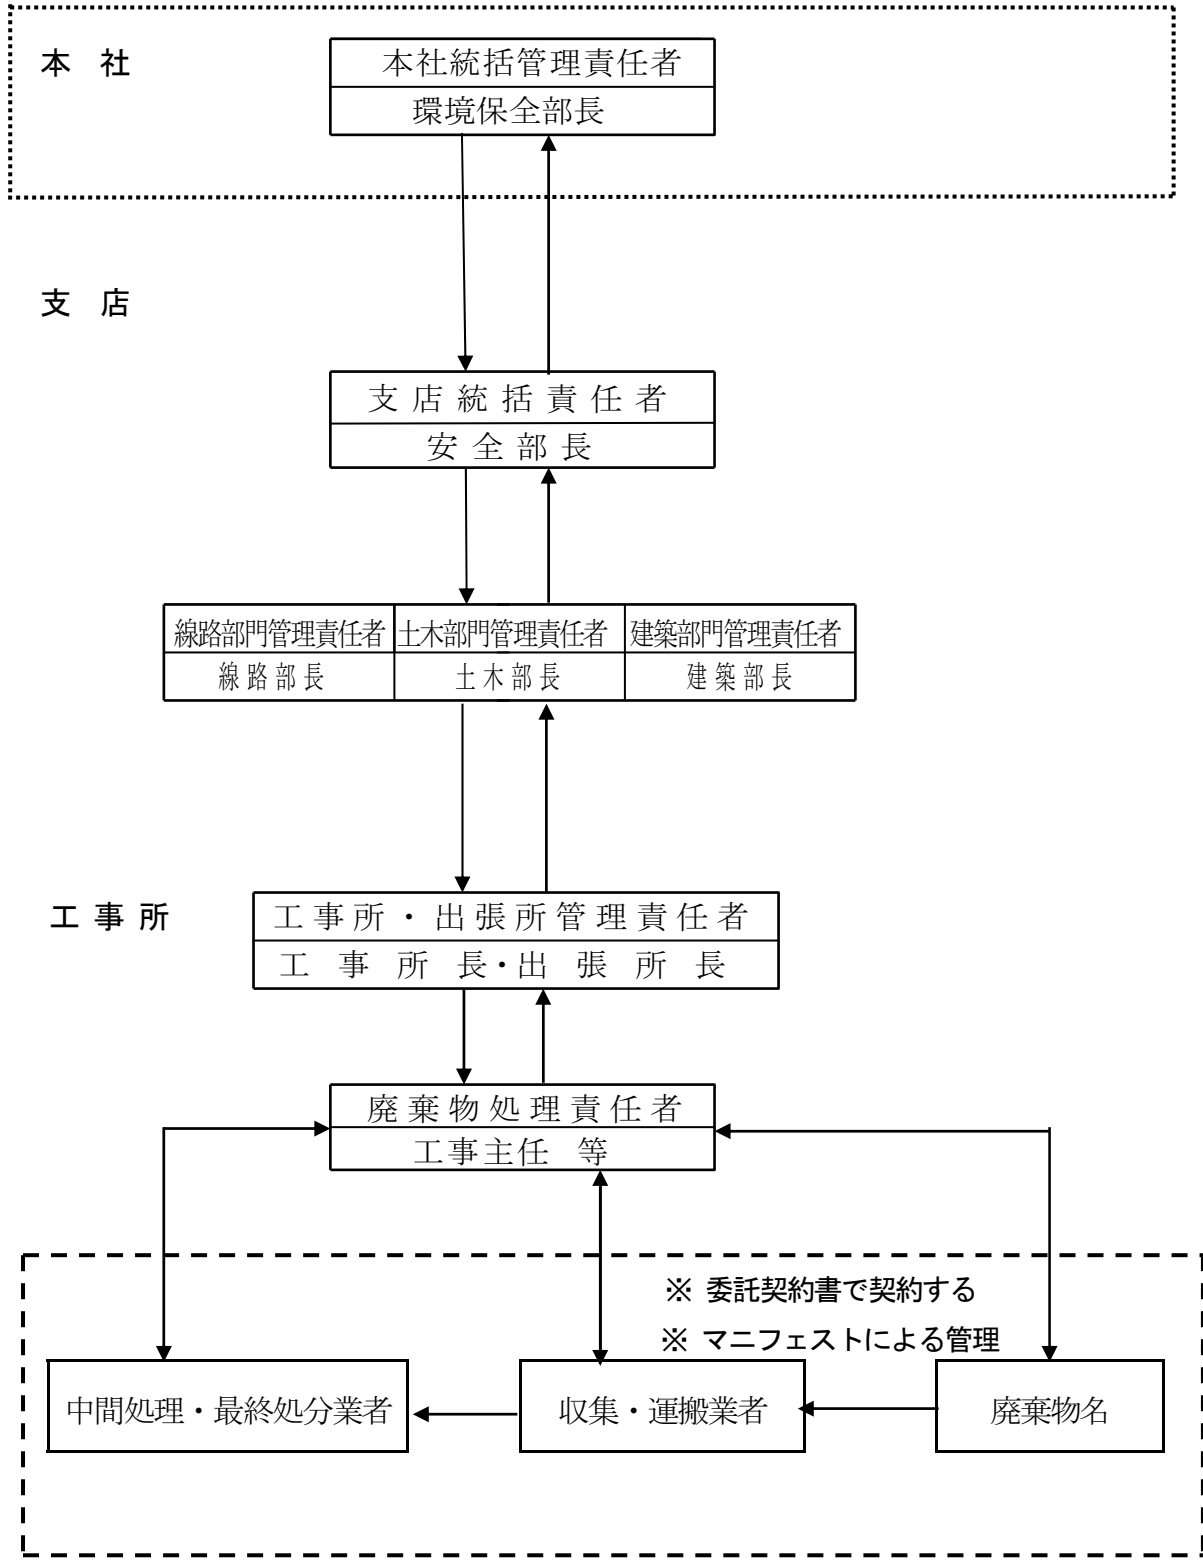 本 社
本社統括管理責任者
環境保全部長
支 店
支店統括責任者
安全部長
線路部門管理責任者 土木部門管理責任者 建築部門管理責任者
線路部長 土木部長 建築部長
工事所
工事所・出張所管理責任者
工事所長・出張所長
廃棄物処理責任者
工事主任 等
※ 委託契約書で契約する
※ マニフェストによる管理
中間処理・最終処分業者 収集・運搬業者 廃棄物名